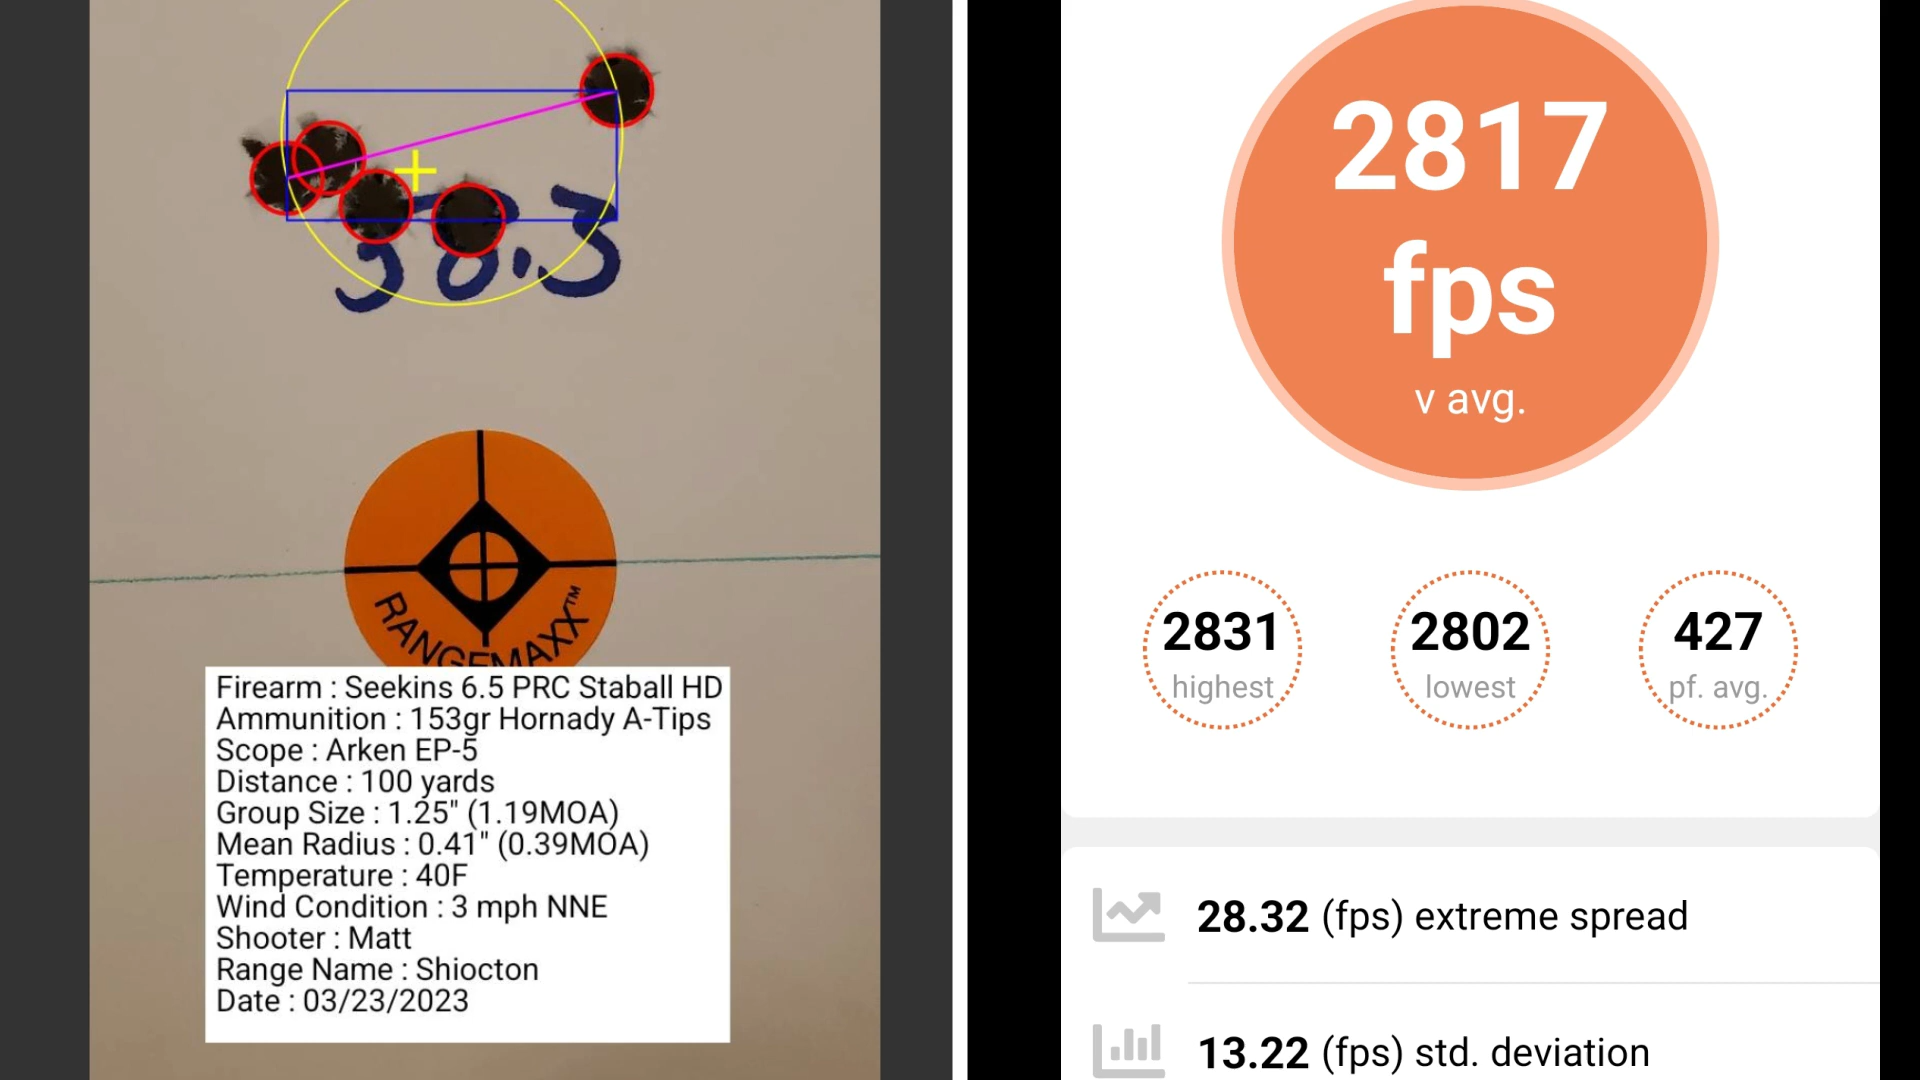 58.3
RANGEMAXX™
Firearm : Seekins 6.5 PRC Staball HD
Ammunition : 153gr Hornady A-Tips
Scope : Arken EP-5
Distance : 100 yards
Group Size : 1.25" (1.19MOA)
Mean Radius : 0.41" (0.39MOA)
Temperature : 40F
Wind Condition : 3 mph NNE
Shooter : Matt
Range Name : Shiocton
Date : 03/23/2023
2817
fps
v avg.
2831
highest
2802
lowest
427
pf. avg.
28.32 (fps) extreme spread
13.22 (fps) std. deviation